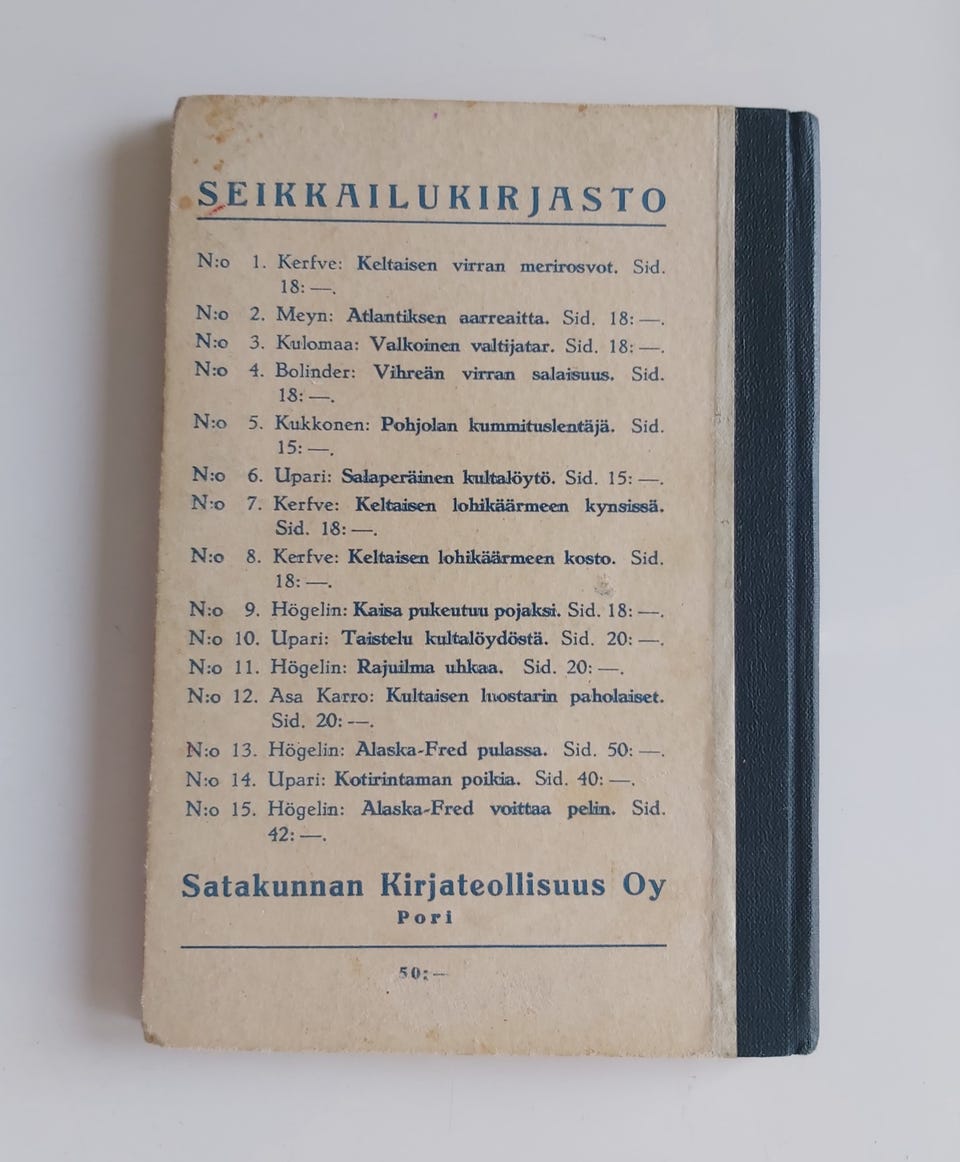 SEIKKAILUKIRJASTO
N:o 1. Kerfve: Keltaisen virran merirosvot. Sid.
18: —.
N:o 2. Meyn: Atlantiksen aarreaitta. Sid. 18: —.
N:o 3. Kulomaa: Valkoinen valtijatar. Sid. 18: —.
N:o 4. Bolinder: Vihreän virran salaisuus. Sid.
18: —.
N:o 5. Kukkonen: Pohjolan kummituslentäjä. Sid.
15: —.
N:o 6. Upari: Salaperäinen kultalöytö. Sid. 15: —.
N:o 7. Kerfve: Keltaisen lohikäärmeen kynsissä.
Sid. 18: —.
N:o 8. Kerfve: Keltaisen lohikäärmeen kosto. Sid.
18: —.
N:o 9. Högelin: Kaisa pukeutuu pojaksi. Sid. 18: —.
N:o 10. Upari: Taistelu kultalöydöstä. Sid. 20: —.
N:o 11. Högelin: Rajuilma uhkaa. Sid. 20: —.
N:o 12. Asa Karro: Kultaisen luostarin paholaiset.
Sid. 20: —.
N:o 13. Högelin: Alaska-Fred pulassa. Sid. 50: —.
N:o 14. Upari: Kotirintaman poikia. Sid. 40: —.
N:o 15. Högelin: Alaska-Fred voittaa pelin. Sid.
42: —.
Satakunnan Kirjateollisuus Oy
Pori
50: —